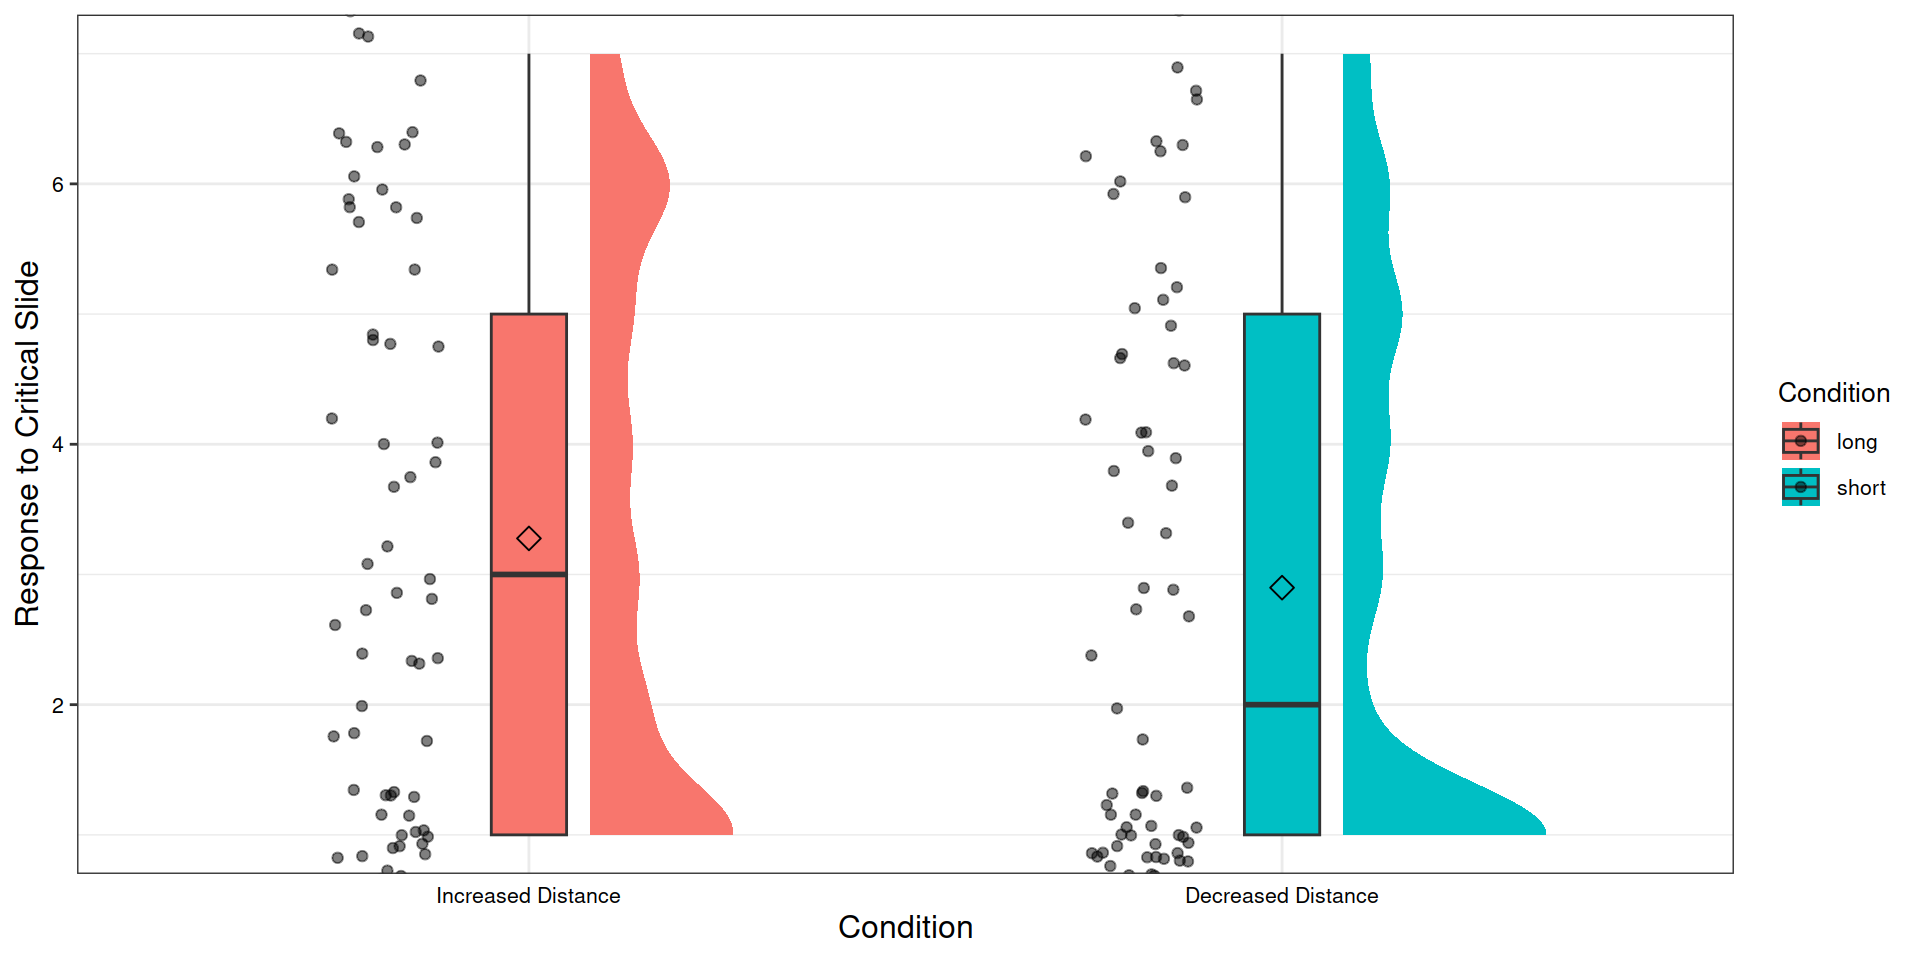 Response to Critical Slide
6
4
2
Increased Distance
Decreased Distance
Condition
Condition
long
short